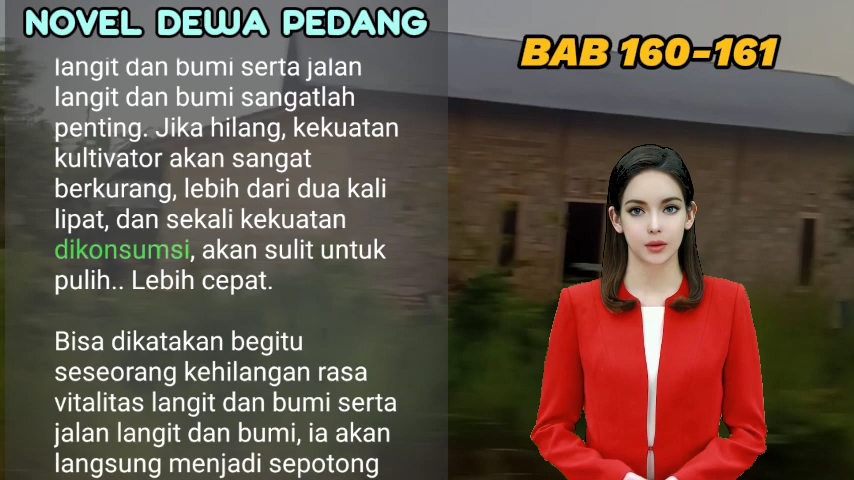 NOVEL DEWA PEDANG
BAB 160-161
langit dan bumi serta jalan
langit dan bumi sangatlah
penting. Jika hilang, kekuatan
kultivator akan sangat
berkurang, lebih dari dua kali
lipat, dan sekali kekuatan
dikonsumsi, akan sulit untuk
pulih.. Lebih cepat.
Bisa dikatakan begitu
seseorang kehilangan rasa
vitalitas langit dan bumi serta
jalan langit dan bumi, ia akan
langsung menjadi sepotong